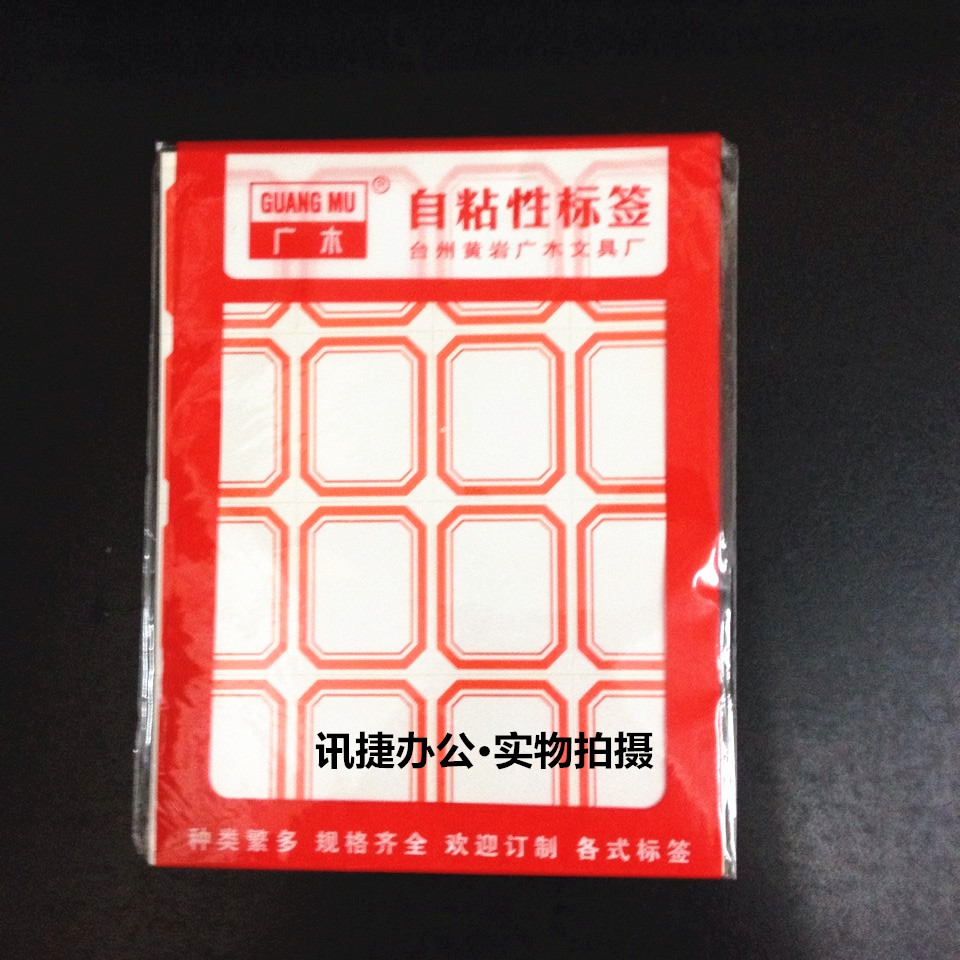 GUANG MU ®
广木
自粘性标签
台州黄岩广木文具厂
讯捷办公·实物拍摄
种类繁多 规格齐全 欢迎订制 各式标签